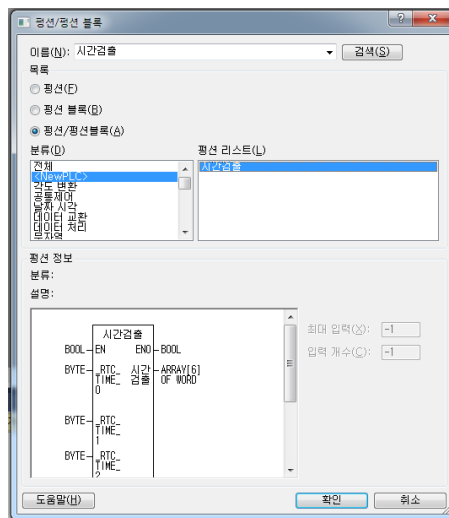 펑션/펑션 블록
이름(N): 시간검출 검색(S)
목록
펑션(F)
펑션 블록(B)
펑션/펑션블록(A)
분류(D) 펑션 리스트(L)
전체 시간검출
<NewPLC>
각도 변환
공통제어
날짜 시각
데이터 교환
데이터 처리
무자역
펑션 정보
분류:
설명:
최대 입력(X): -1
입력 개수(C): -1
시간검출
BOOL EN ENO BOOL
BYTE _RTC_ 시간 ARRAY[6]
TIME_ 검출 OF WORD
0
BYTE _RTC_
TIME_
1
BYTE _RTC_
TIME_
2
도움말(H) 확인 취소